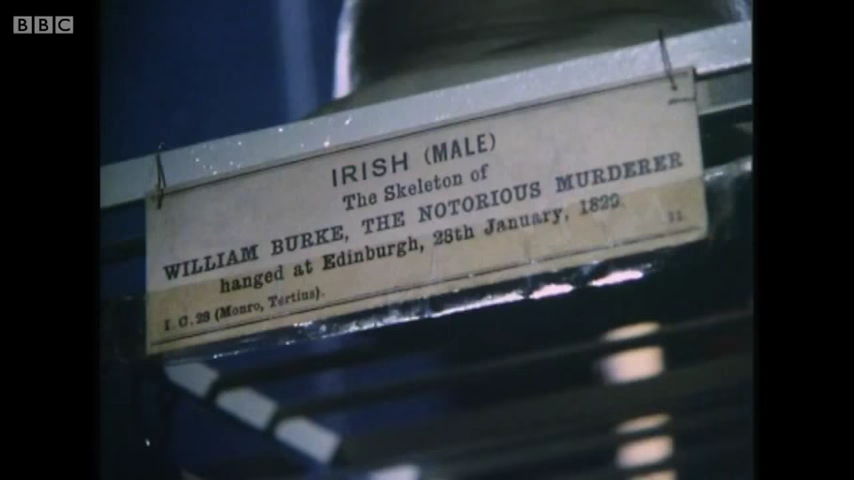 BBC
IRISH (MALE)
The Skeleton of
WILLIAM BURKE, THE NOTORIOUS MURDERER
hanged at Edinburgh, 28th January, 1829.
I. C. 28 (Monro, Tertius).